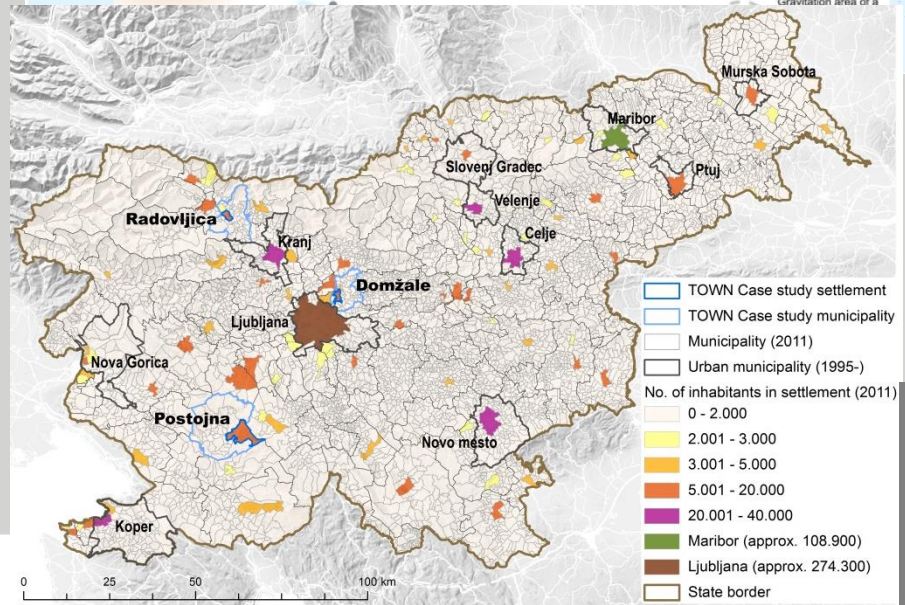 Gravitation area of a
Murska Sobota
Maribor
Slovenj Gradec
Ptuj
Velenje
Radovljica
Kranj
Celje
Domžale
Ljubljana
Nova Gorica
Postojna
Novo mesto
Koper
TOWN Case study settlement
TOWN Case study municipality
Municipality (2011)
Urban municipality (1995-)
No. of inhabitants in settlement (2011)
0 - 2.000
2.001 - 3.000
3.001 - 5.000
5.001 - 20.000
20.001 - 40.000
Maribor (approx. 108.900)
Ljubljana (approx. 274.300)
State border
0 25 50 100 km